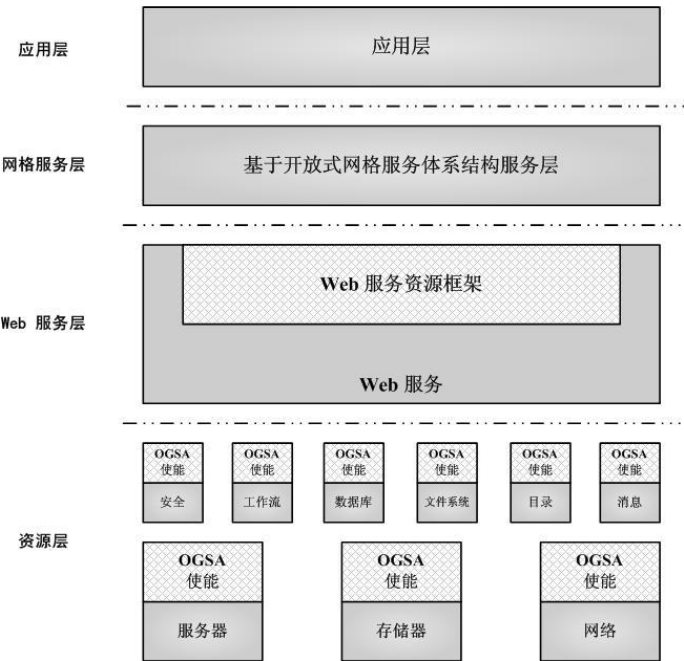 应用层
应用层
网格服务层
基于开放式网格服务体系结构服务层
Web 服务层
Web 服务资源框架
Web 服务
资源层
OGSA
使能
安全
OGSA
使能
工作流
OGSA
使能
数据库
OGSA
使能
文件系统
OGSA
使能
目录
OGSA
使能
消息
OGSA
使能
服务器
OGSA
使能
存储器
OGSA
使能
网络